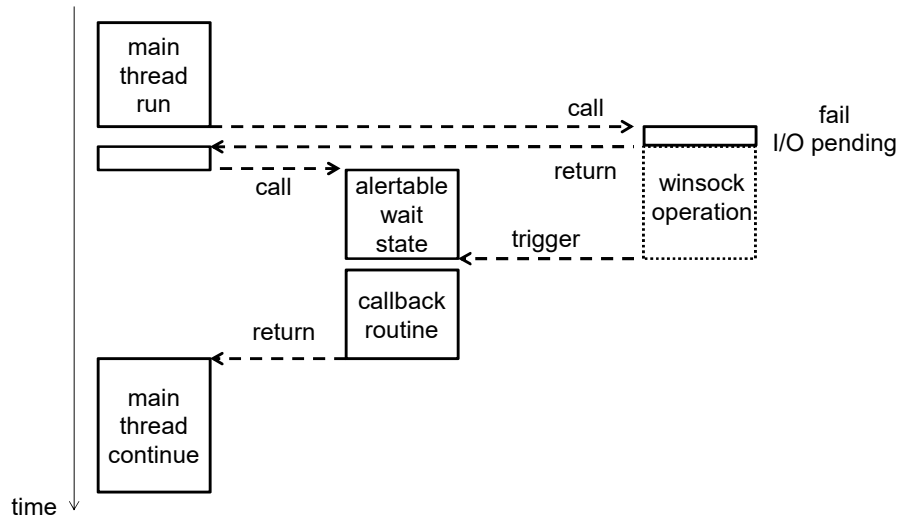 main
thread
run
call
fail
I/O pending
return
call
alertable
wait
state
winsock
operation
trigger
callback
routine
return
main
thread
continue
time